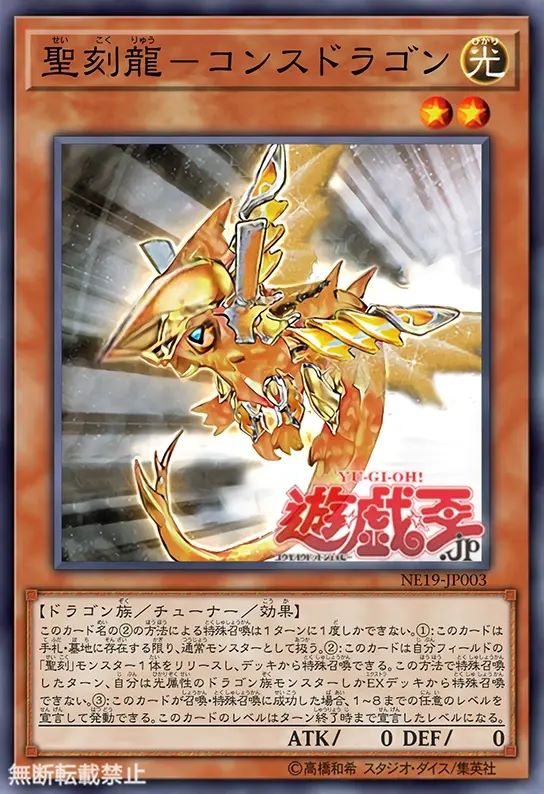 聖刻龍－コンスドラゴン 光
YU-GI-OH!
遊戯王.jp
NE19-JP003
【ドラゴン族／チューナー／効果】
このカード名の②の方法による特殊召喚は1ターンに1度しかできない。①：このカードは
手札・墓地に存在する限り、通常モンスターとして扱う。②：このカードは自分フィールドの
「聖刻」モンスター1体をリリースし、デッキから特殊召喚できる。この方法で特殊召喚
したターン、自分は光属性のドラゴン族モンスターしかEXデッキから特殊召喚
できない。③：このカードが召喚・特殊召喚に成功した場合、1～8までの任意のレベルを
宣言して発動できる。このカードのレベルはターン終了時まで宣言したレベルになる。
ATK/ 0 DEF/ 0
無断転載禁止 ©高橋和希 スタジオ・ダイス/集英社